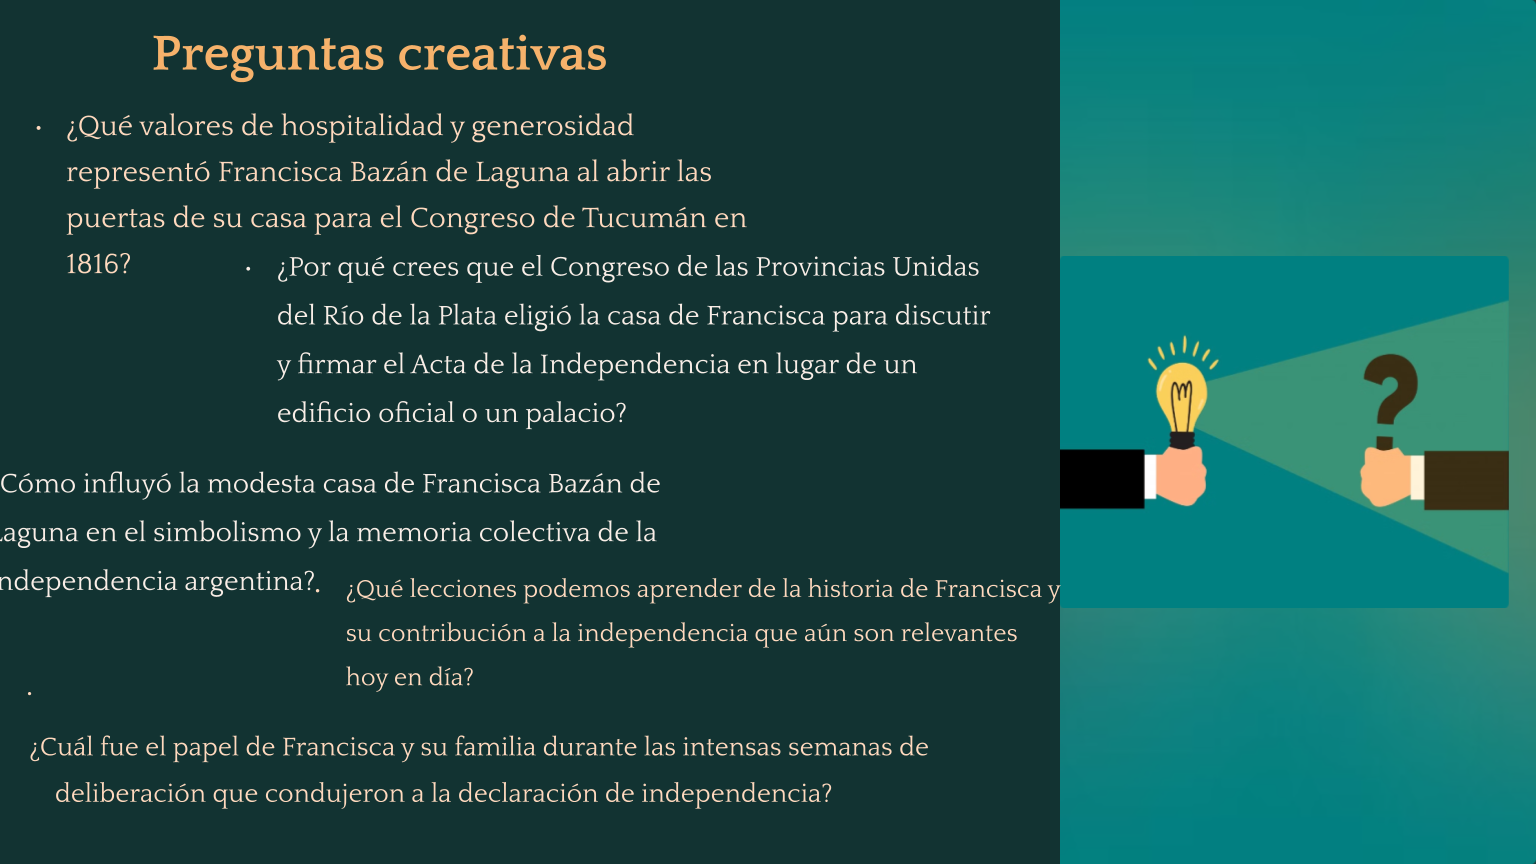 Preguntas creativas
· ¿Qué valores de hospitalidad y generosidad
representó Francisca Bazán de Laguna al abrir las
puertas de su casa para el Congreso de Tucumán en
1816?
· ¿Por qué crees que el Congreso de las Provincias Unidas
del Río de la Plata eligió la casa de Francisca para discutir
y firmar el Acta de la Independencia en lugar de un
edificio oficial o un palacio?
Cómo influyó la modesta casa de Francisca Bazán de
Laguna en el simbolismo y la memoria colectiva de la
ndependencia argentina?.
¿Qué lecciones podemos aprender de la historia de Francisca y
su contribución a la independencia que aún son relevantes
hoy en día?
·
¿Cuál fue el papel de Francisca y su familia durante las intensas semanas de
deliberación que condujeron a la declaración de independencia?
?